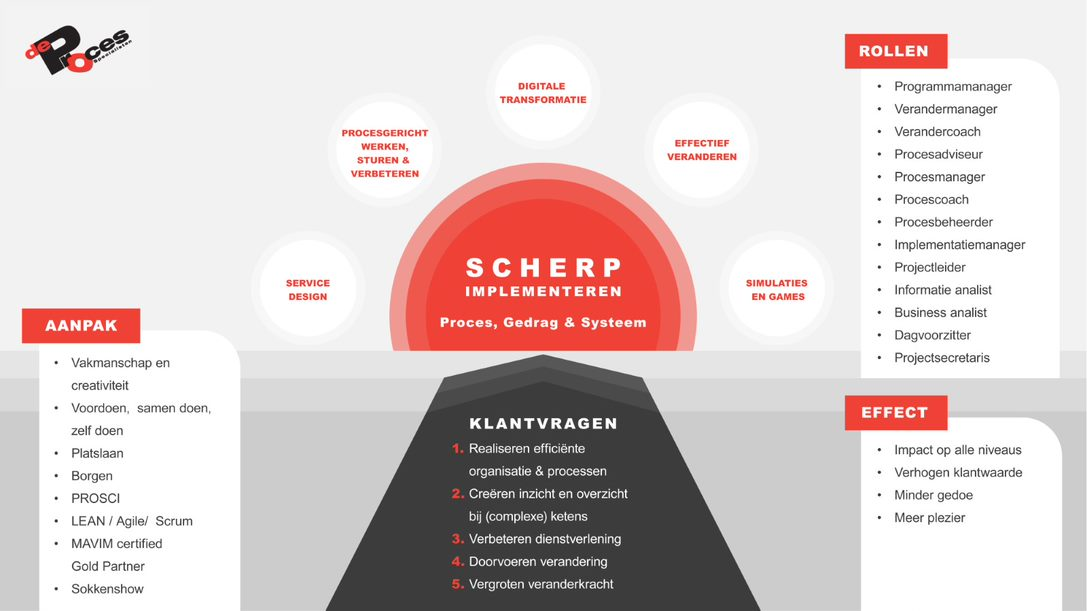 de Proces
Specialisten
DIGITALE
TRANSFORMATIE
PROCESGERICHT
WERKEN,
STUREN &
VERBETEREN
EFFECTIEF
VERANDEREN
SERVICE
DESIGN
SIMULATIES
EN GAMES
SCHERP
IMPLEMENTEREN
Proces, Gedrag & Systeem
AANPAK
• Vakmanschap en
creativiteit
• Voordoen, samen doen,
zelf doen
• Platslaan
• Borgen
• PROSCI
• LEAN / Agile/ Scrum
• MAVIM certified
Gold Partner
• Sokkenshow
KLANTVRAGEN
1. Realiseren efficiënte
organisatie & processen
2. Creëren inzicht en overzicht
bij (complexe) ketens
3. Verbeteren dienstverlening
4. Doorvoeren verandering
5. Vergroten veranderkracht
ROLLEN
• Programmamanager
• Verandermanager
• Verandercoach
• Procesadviseur
• Procesmanager
• Procescoach
• Procesbeheerder
• Implementatiemanager
• Projectleider
• Informatie analist
• Business analist
• Dagvoorzitter
• Projectsecretaris
EFFECT
• Impact op alle niveaus
• Verhogen klantwaarde
• Minder gedoe
• Meer plezier